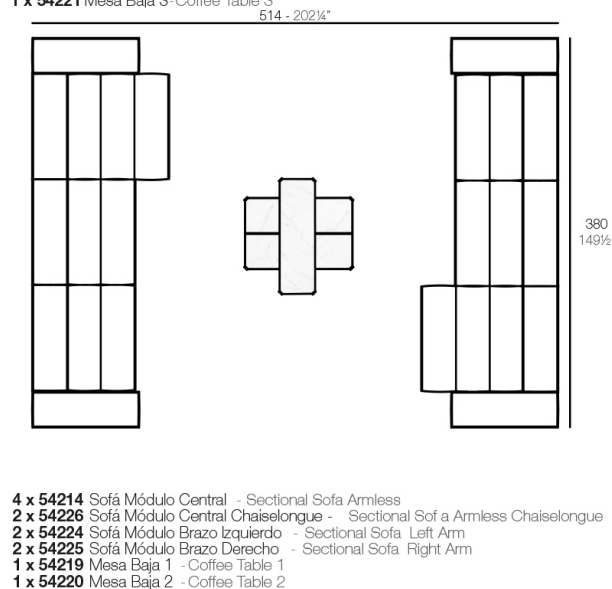 1 x 54221 Mesa Baja 3 - Coffee Table 3
514 - 202¼"
380
149½
4 x 54214 Sofá Módulo Central - Sectional Sofa Armless
2 x 54226 Sofá Módulo Central Chaiselongue - Sectional Sof a Armless Chaiselongue
2 x 54224 Sofá Módulo Brazo Izquierdo - Sectional Sofa Left Arm
2 x 54225 Sofá Módulo Brazo Derecho - Sectional Sofa Right Arm
1 x 54219 Mesa Baja 1 - Coffee Table 1
1 x 54220 Mesa Baja 2 - Coffee Table 2